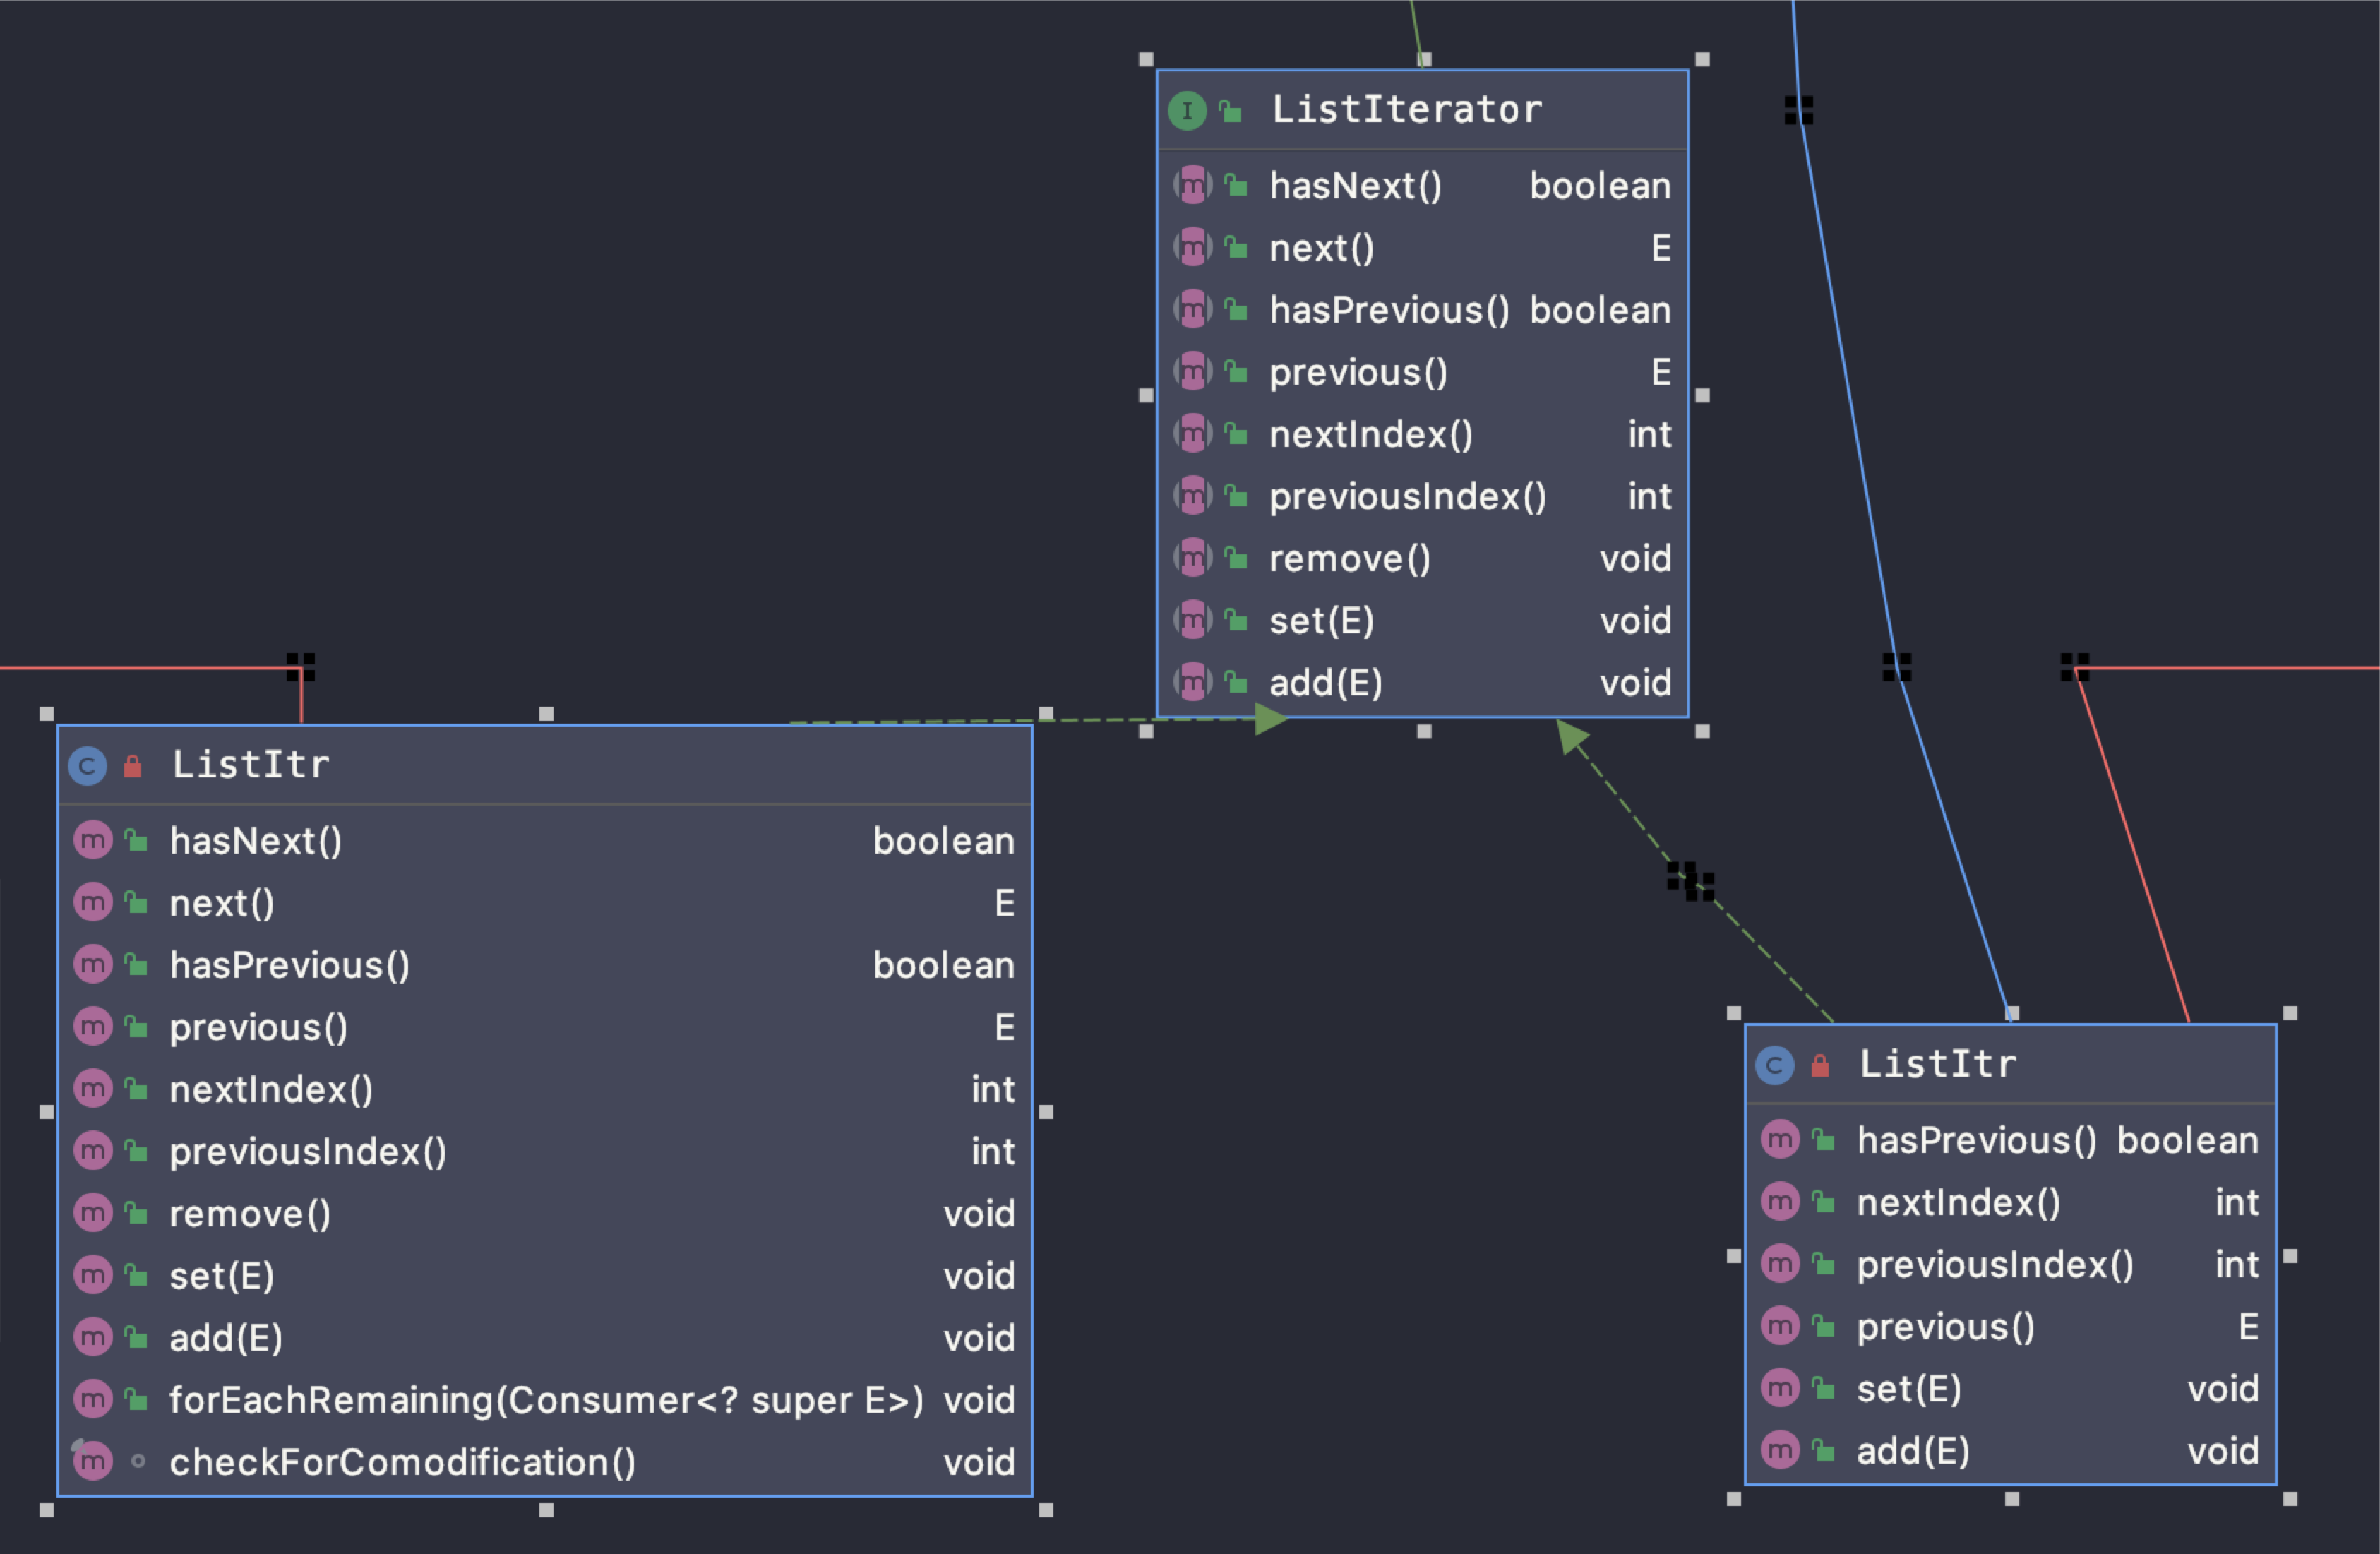 I ListIterator
m hasNext() boolean
m next() E
m hasPrevious() boolean
m previous() E
m nextIndex() int
m previousIndex() int
m remove() void
m set(E) void
m add(E) void
C ListItr
m hasNext() boolean
m next() E
m hasPrevious() boolean
m previous() E
m nextIndex() int
m previousIndex() int
m remove() void
m set(E) void
m add(E) void
m forEachRemaining(Consumer<? super E>) void
m checkForComodification() void
C ListItr
m hasPrevious() boolean
m nextIndex() int
m previousIndex() int
m previous() E
m set(E) void
m add(E) void